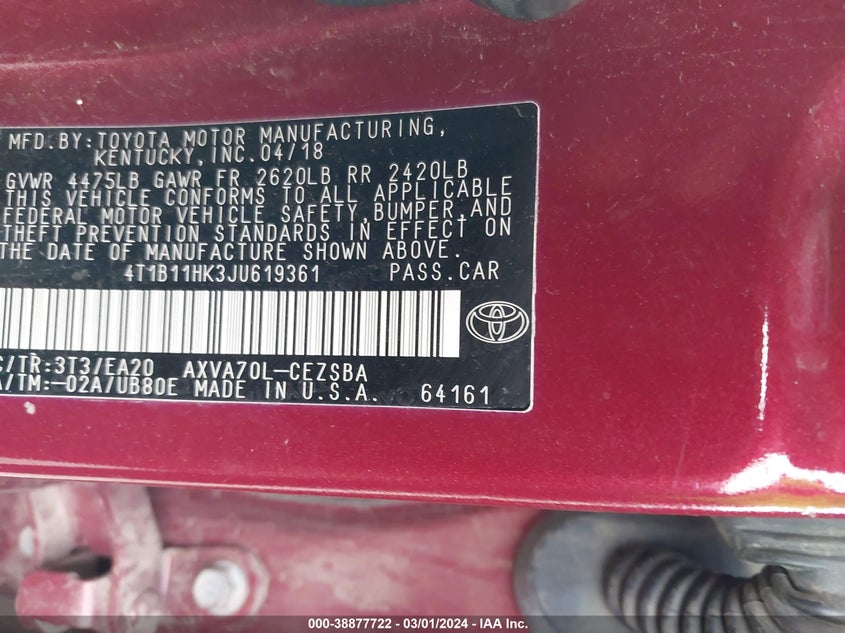 MFD.BY:TOYOTA MOTOR MANUFACTURING,
KENTUCKY,INC.04/18
GVWR 4475LB GAWR FR 2620LB RR 2420LB
THIS VEHICLE CONFORMS TO ALL APPLICABLE
FEDERAL MOTOR VEHICLE SAFETY,BUMPER,AND
THEFT PREVENTION STANDARDS IN EFFECT ON
THE DATE OF MANUFACTURE SHOWN ABOVE.
4T1B11HK3JU619361 PASS.CAR
/TR:3T3/EA20 AXVA70L-CEZSBA
/TM:-02A/UB80E MADE IN U.S.A. 64161
000-38877722 - 03/01/2024 - IAA Inc.